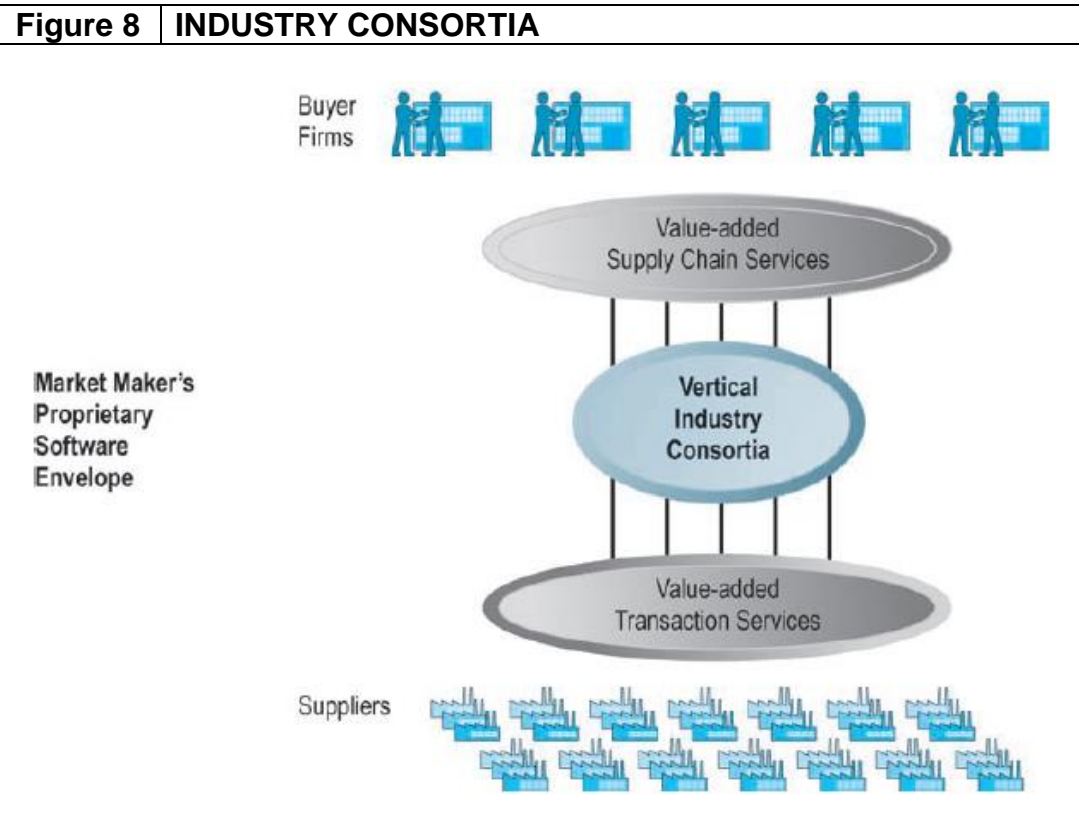 Figure 8 INDUSTRY CONSORTIA
Buyer
Firms
Value-added
Supply Chain Services
Market Maker's
Proprietary
Software
Envelope
Vertical
Industry
Consortia
Value-added
Transaction Services
Suppliers